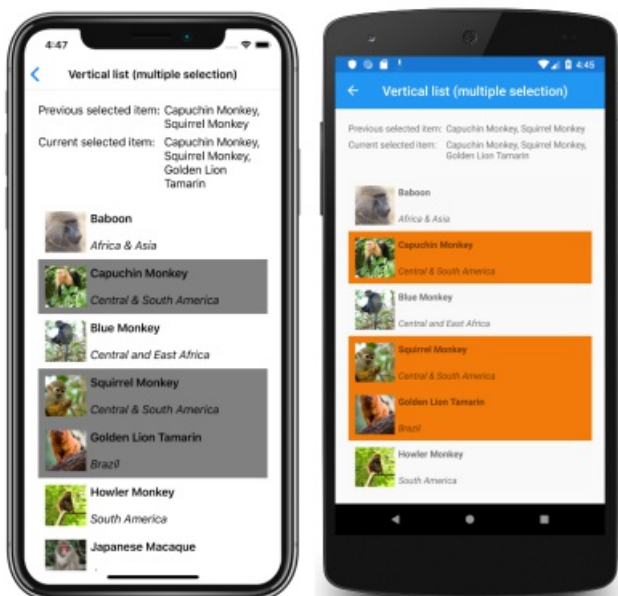 4:47
Vertical list (multiple selection)
Previous selected item: Capuchin Monkey,
Squirrel Monkey
Current selected item: Capuchin Monkey,
Squirrel Monkey,
Golden Lion
Tamarin
Baboon
Africa & Asia
Capuchin Monkey
Central & South America
Blue Monkey
Central and East Africa
Squirrel Monkey
Central & South America
Golden Lion Tamarin
Brazil
Howler Monkey
South America
Japanese Macaque
4:45
Vertical list (multiple selection)
Previous selected item: Capuchin Monkey, Squirrel Monkey
Current selected item: Capuchin Monkey, Squirrel Monkey,
Golden Lion Tamarin
Baboon
Africa & Asia
Capuchin Monkey
Central & South America
Blue Monkey
Central and East Africa
Squirrel Monkey
Central & South America
Golden Lion Tamarin
Brazil
Howler Monkey
South America